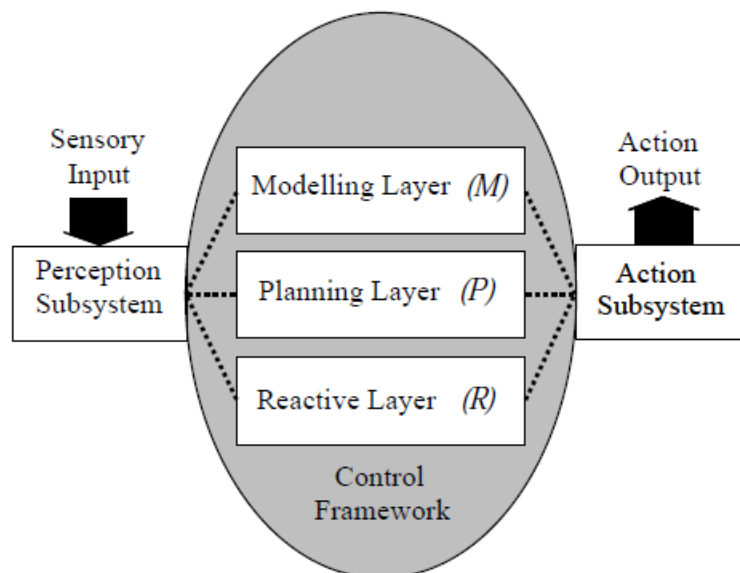 Sensory
Input
Action
Output
Modelling Layer (M)
Perception
Subsystem
Planning Layer (P)
Action
Subsystem
Reactive Layer (R)
Control
Framework